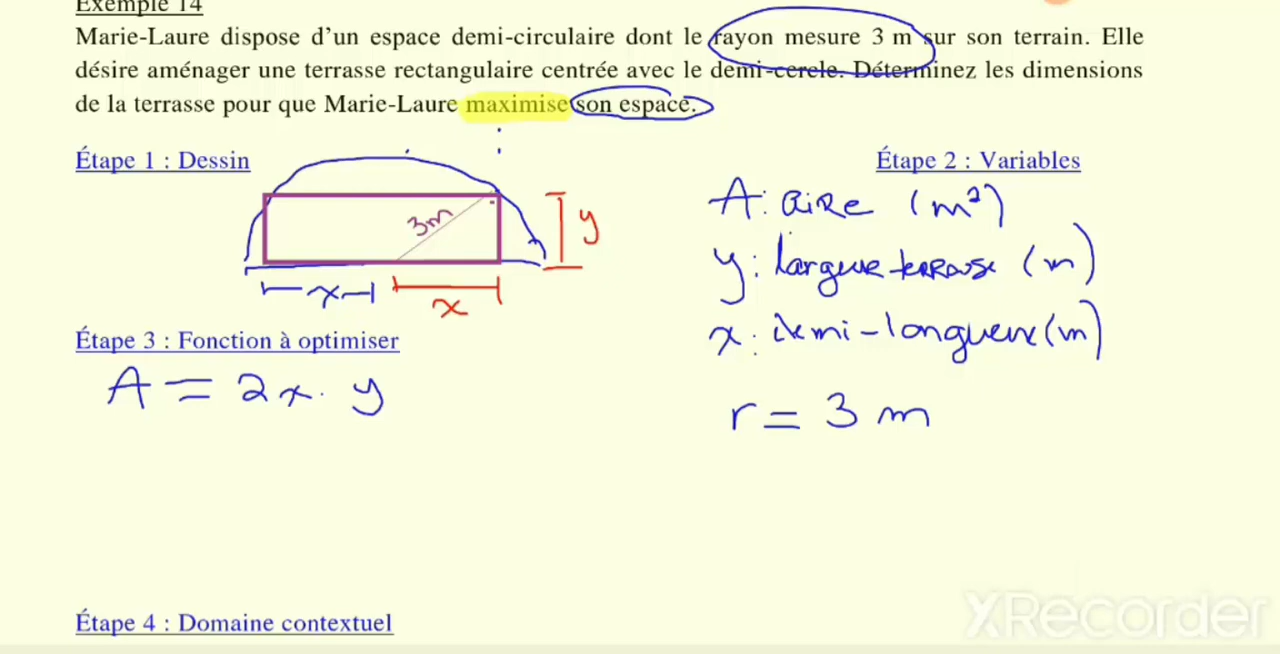 Exemple 14
Marie-Laure dispose d'un espace demi-circulaire dont le rayon mesure 3 m sur son terrain. Elle
désire aménager une terrasse rectangulaire centrée avec le demi-cercle. Déterminez les dimensions
de la terrasse pour que Marie-Laure maximise son espace.
Étape 1 : Dessin
3m
y
x
x
Étape 2 : Variables
A: aire (m²)
y: largeur terrasse (m)
x: demi-longueur (m)
r = 3 m
Étape 3 : Fonction à optimiser
A = 2x · y
Étape 4 : Domaine contextuel
XRecorder